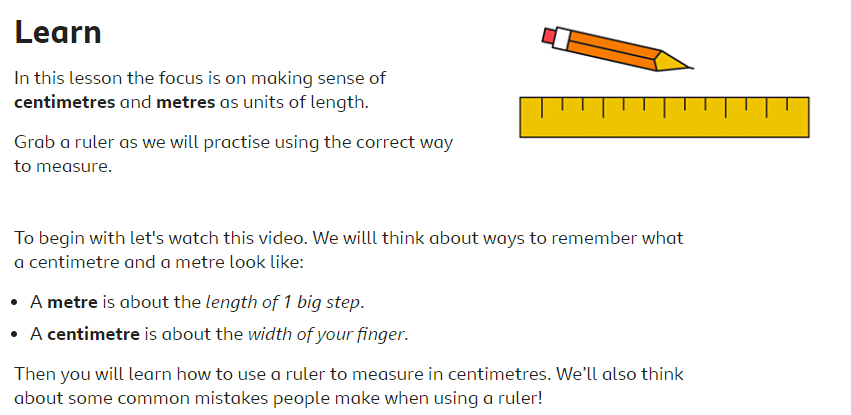 Learn
In this lesson the focus is on making sense of
centimetres and metres as units of length.
Grab a ruler as we will practise using the correct way
to measure.
To begin with let's watch this video. We willl think about ways to remember what
a centimetre and a metre look like:
• A metre is about the length of 1 big step.
• A centimetre is about the width of your finger.
Then you will learn how to use a ruler to measure in centimetres. We’ll also think
about some common mistakes people make when using a ruler!